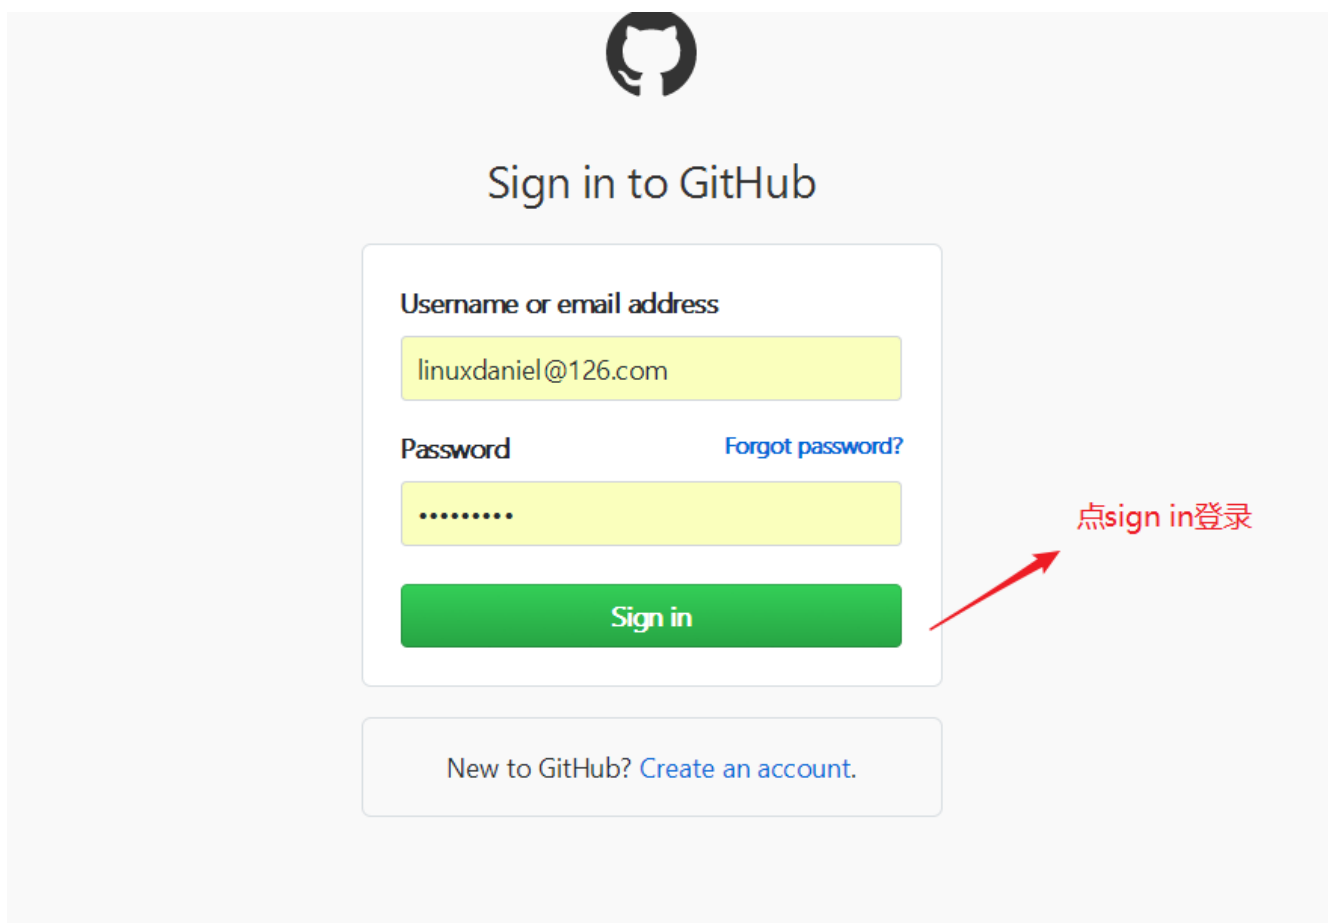 Sign in to GitHub
Username or email address
linuxdaniel@126.com
Password Forgot password?
•••••••••
点sign in登录
Sign in
New to GitHub? Create an account.